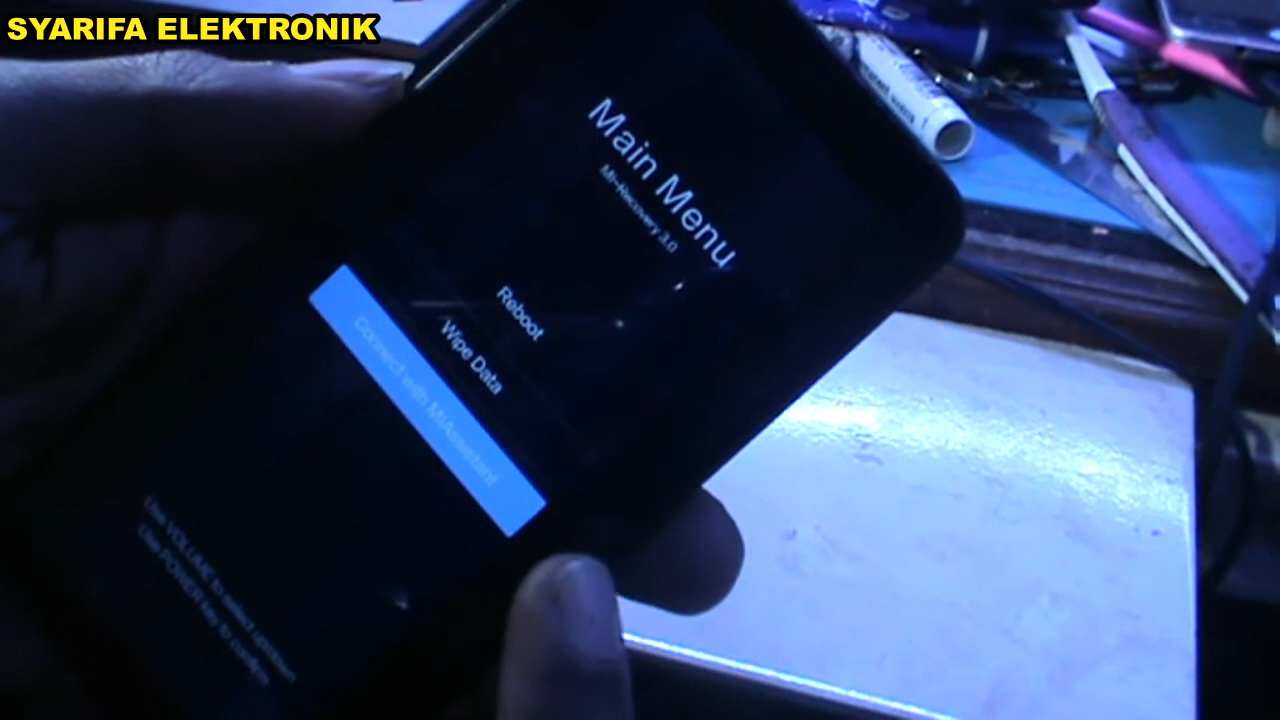 SYARIFA ELEKTRONIK
Main Menu
Mi-Recovery 3.0
Reboot
Wipe Data
Connect with MiAssistant
Use VOLUME to select option
Use POWER key to confirm